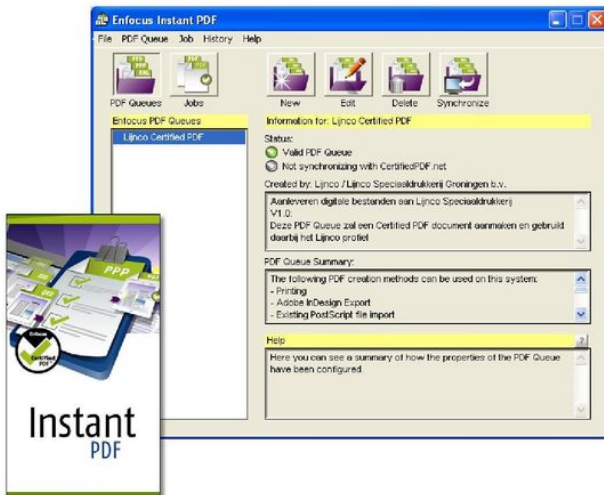 Enfocus Instant PDF
File PDF Queue Job History Help
PDF Queues Jobs New Edit Delete Synchronize
Enfocus PDF Queues
Lijnco Certified PDF
Information for: Lijnco Certified PDF
Status:
Valid PDF Queue
Not synchronizing with CertifiedPDF.net
Created by: Lijnco / Lijnco Speciaaldrukkerij Groningen b.v.
Aanleveren digitale bestanden aan Lijnco Speciaaldrukkerij
V1.0:
Deze PDF Queue zal een Certified PDF document aanmaken en gebruikt
daarbij het Lijnco profiel
PDF Queue Summary:
The following PDF creation methods can be used on this system:
- Printing
- Adobe InDesign Export
- Existing PostScript file import
Help
?
Here you can see a summary of how the properties of the PDF Queue
have been configured.
PPP
Enfocus
Certified
PDF
Instant
PDF